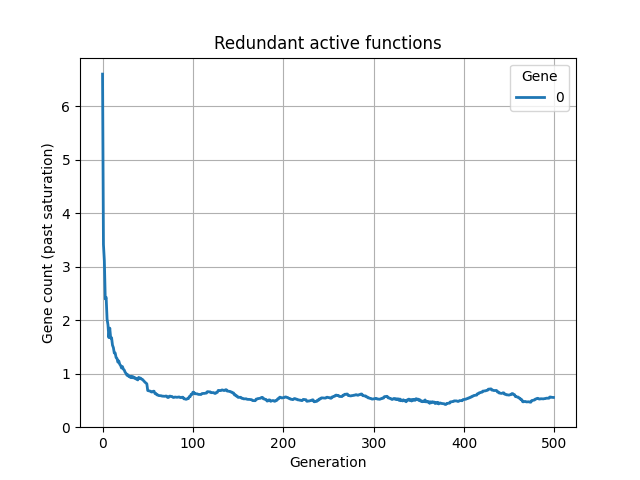 Redundant active functions
Gene
0
Gene count (past saturation)
6
5
4
3
2
1
0
0 100 200 300 400 500
Generation